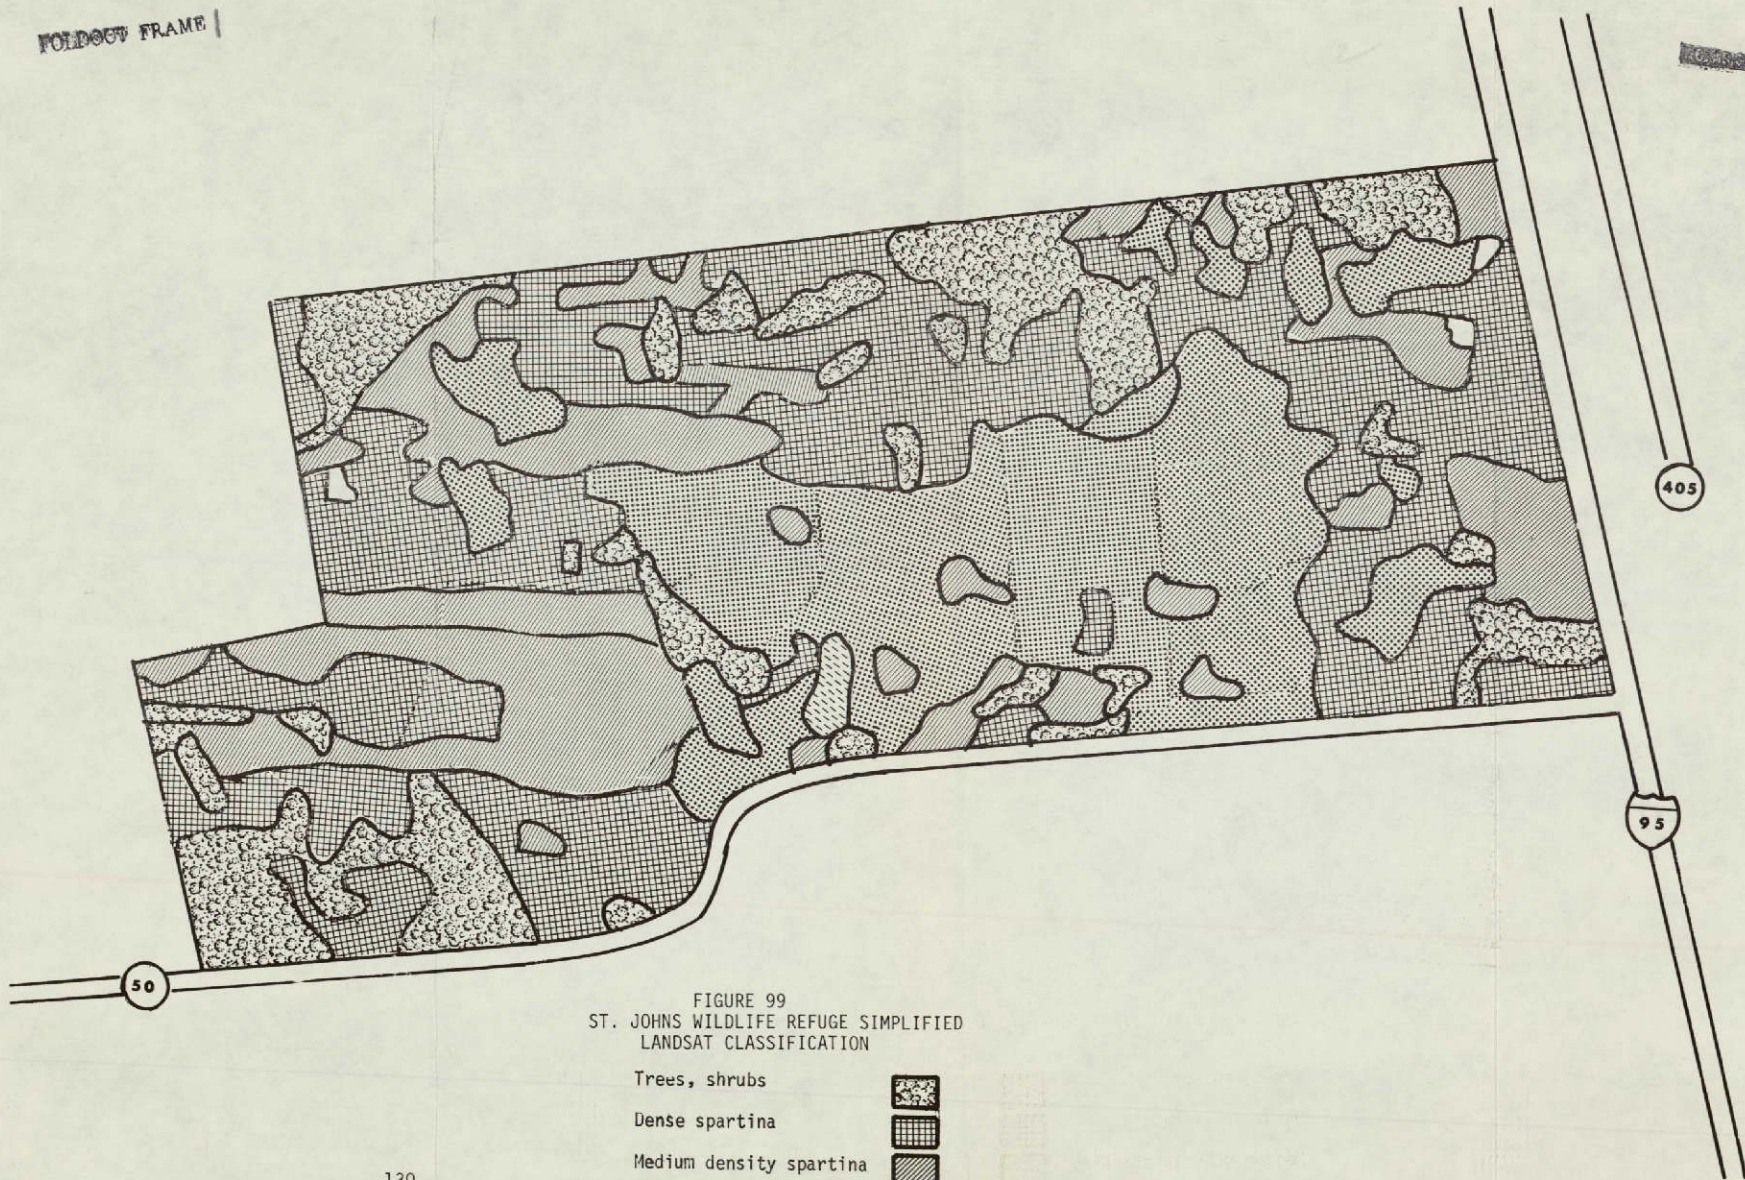 FOLDOUT FRAME
405
95
50
FIGURE 99
ST. JOHNS WILDLIFE REFUGE SIMPLIFIED
LANDSAT CLASSIFICATION
Trees, shrubs
Dense spartina
Medium density spartina